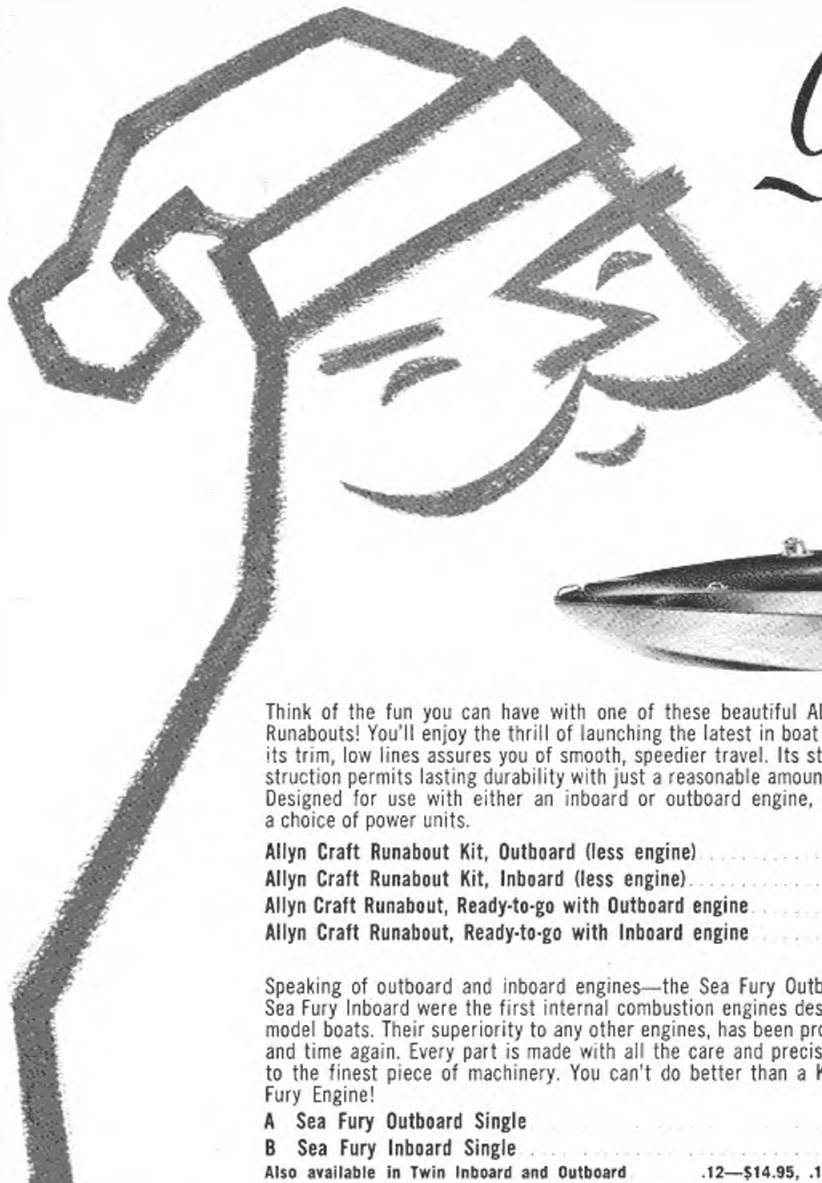 Think of the fun you can have with one of these beautiful Al
Runabouts! You'll enjoy the thrill of launching the latest in boat
its trim, low lines assures you of smooth, speedier travel. Its st
struction permits lasting durability with just a reasonable amoun
Designed for use with either an inboard or outboard engine,
a choice of power units.
Allyn Craft Runabout Kit, Outboard (less engine)
Allyn Craft Runabout Kit, Inboard (less engine)
Allyn Craft Runabout, Ready-to-go with Outboard engine
Allyn Craft Runabout, Ready-to-go with Inboard engine
Speaking of outboard and inboard engines—the Sea Fury Outb
Sea Fury Inboard were the first internal combustion engines des
model boats. Their superiority to any other engines, has been pro
and time again. Every part is made with all the care and precis
to the finest piece of machinery. You can't do better than a K
Fury Engine!
A Sea Fury Outboard Single
B Sea Fury Inboard Single
Also available in Twin Inboard and Outboard .12—$14.95, .1